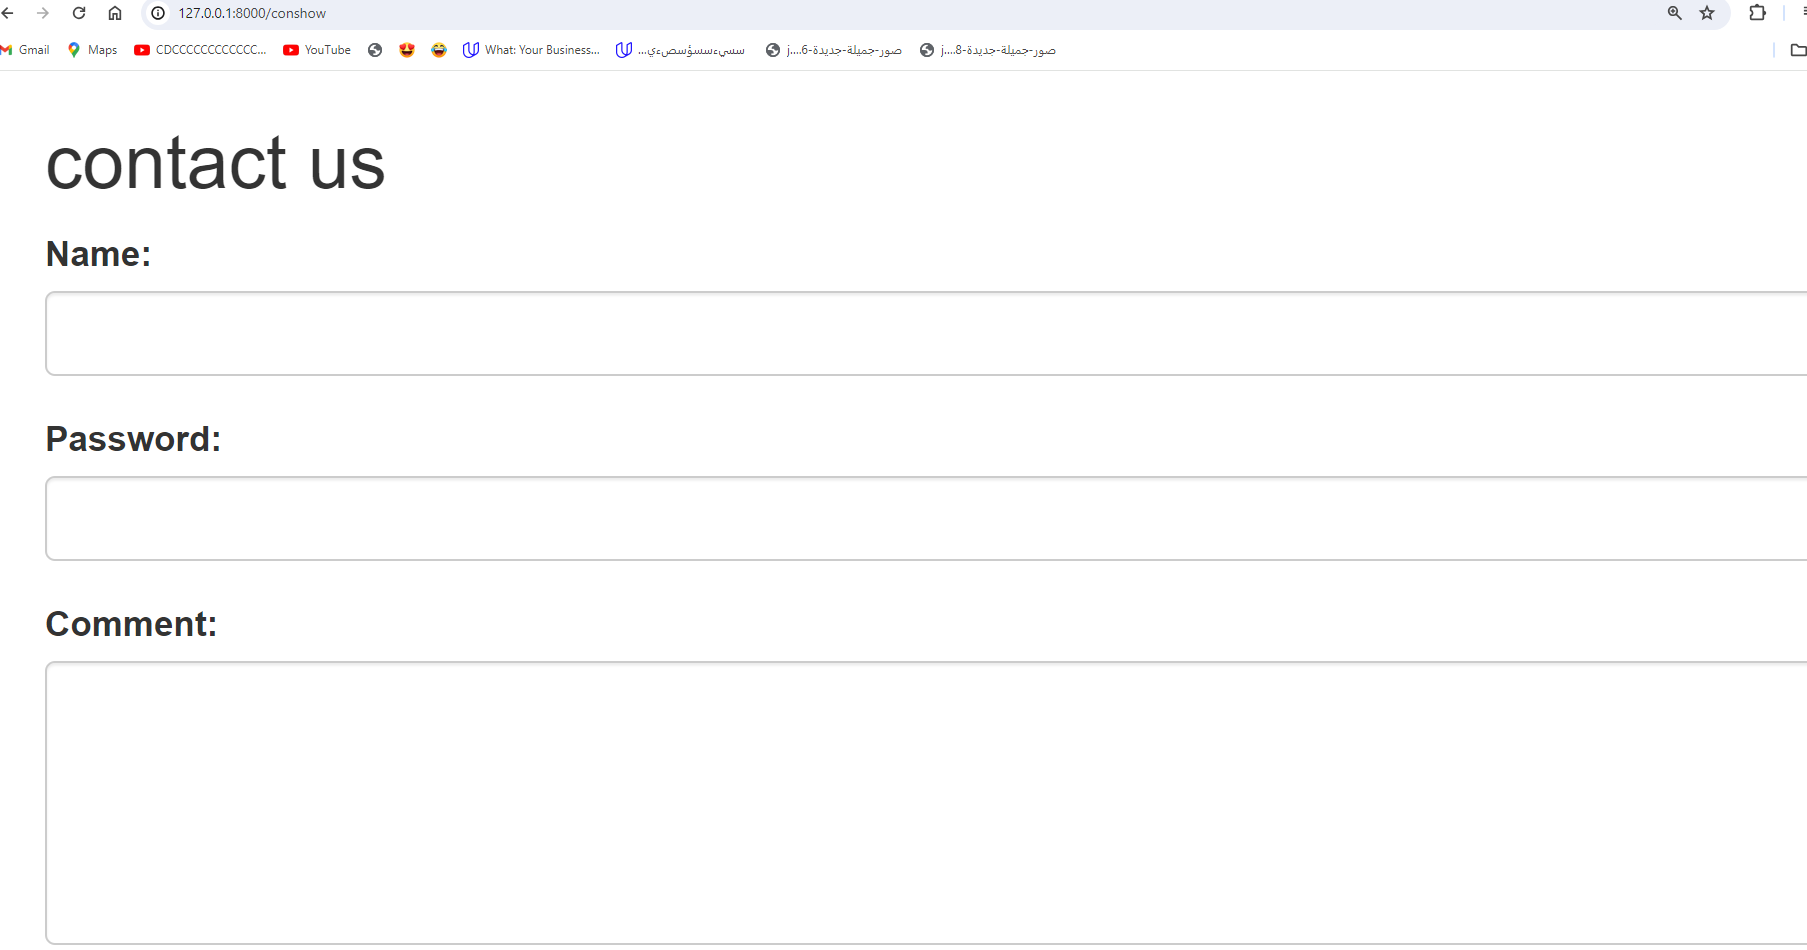 127.0.0.1:8000/conshow
Gmail Maps CDCCCCCCCCCCCC... YouTube What: Your Business... سسيءسسؤسصءي... صور-جميلة-جديدة-6....j صور-جميلة-جديدة-8....j
contact us
Name:
Password:
Comment: